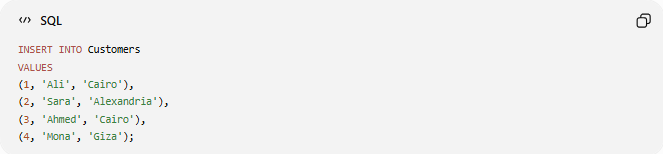 SQL
INSERT INTO Customers
VALUES
(1, 'Ali', 'Cairo'),
(2, 'Sara', 'Alexandria'),
(3, 'Ahmed', 'Cairo'),
(4, 'Mona', 'Giza');